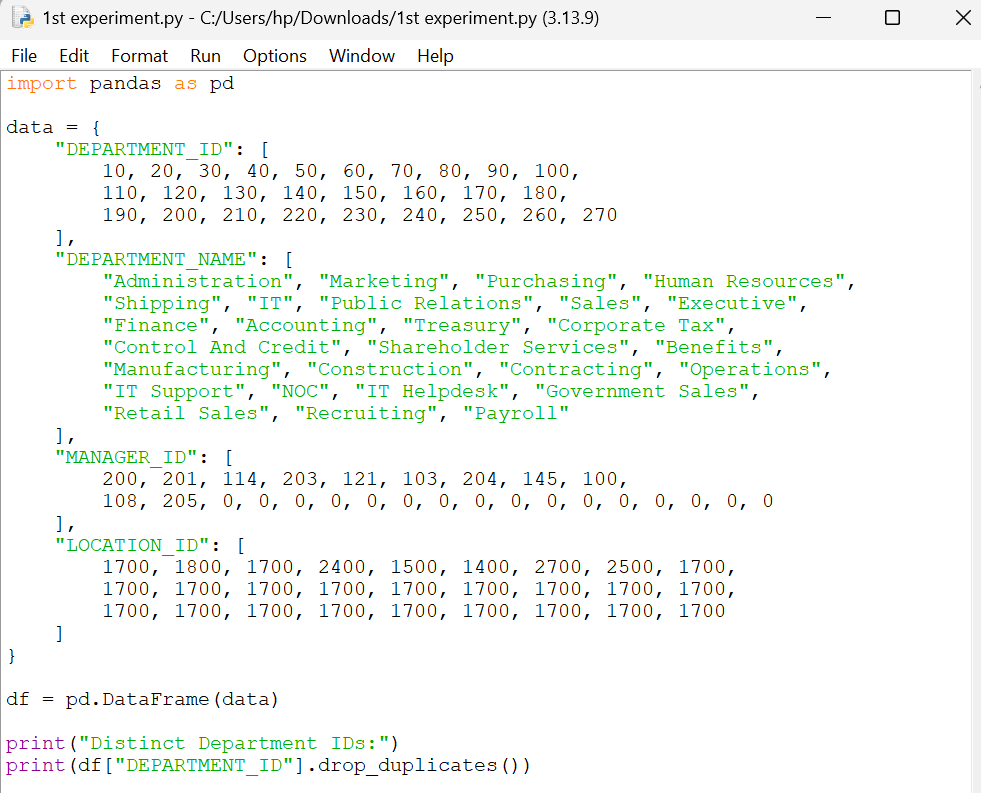 1st experiment.py - C:/Users/hp/Downloads/1st experiment.py (3.13.9)
File Edit Format Run Options Window Help
import pandas as pd

data = {
    "DEPARTMENT_ID": [
        10, 20, 30, 40, 50, 60, 70, 80, 90, 100,
        110, 120, 130, 140, 150, 160, 170, 180,
        190, 200, 210, 220, 230, 240, 250, 260, 270
    ],
    "DEPARTMENT_NAME": [
        "Administration", "Marketing", "Purchasing", "Human Resources",
        "Shipping", "IT", "Public Relations", "Sales", "Executive",
        "Finance", "Accounting", "Treasury", "Corporate Tax",
        "Control And Credit", "Shareholder Services", "Benefits",
        "Manufacturing", "Construction", "Contracting", "Operations",
        "IT Support", "NOC", "IT Helpdesk", "Government Sales",
        "Retail Sales", "Recruiting", "Payroll"
    ],
    "MANAGER_ID": [
        200, 201, 114, 203, 121, 103, 204, 145, 100,
        108, 205, 0, 0, 0, 0, 0, 0, 0, 0, 0, 0, 0, 0, 0, 0, 0, 0
    ],
    "LOCATION_ID": [
        1700, 1800, 1700, 2400, 1500, 1400, 2700, 2500, 1700,
        1700, 1700, 1700, 1700, 1700, 1700, 1700, 1700, 1700,
        1700, 1700, 1700, 1700, 1700, 1700, 1700, 1700, 1700
    ]
}

df = pd.DataFrame(data)

print("Distinct Department IDs:")
print(df["DEPARTMENT_ID"].drop_duplicates())